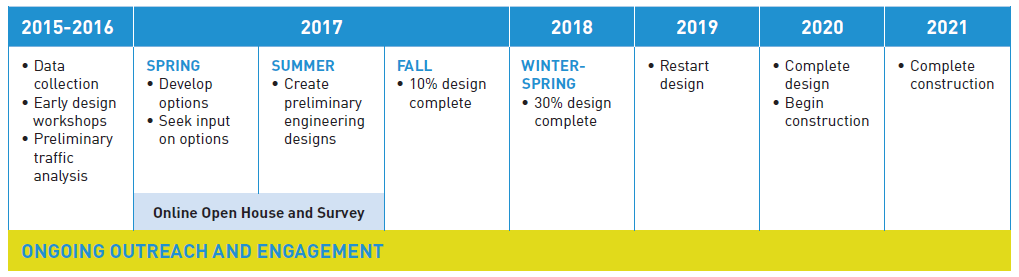 2015-2016
2017
2018
2019
2020
2021
• Data
collection
• Early design
workshops
• Preliminary
traffic
analysis
SPRING
• Develop
options
• Seek input
on options
SUMMER
• Create
preliminary
engineering
designs
FALL
• 10% design
complete
WINTER-
SPRING
• 30% design
complete
• Restart
design
• Complete
design
• Begin
construction
• Complete
construction
Online Open House and Survey
ONGOING OUTREACH AND ENGAGEMENT